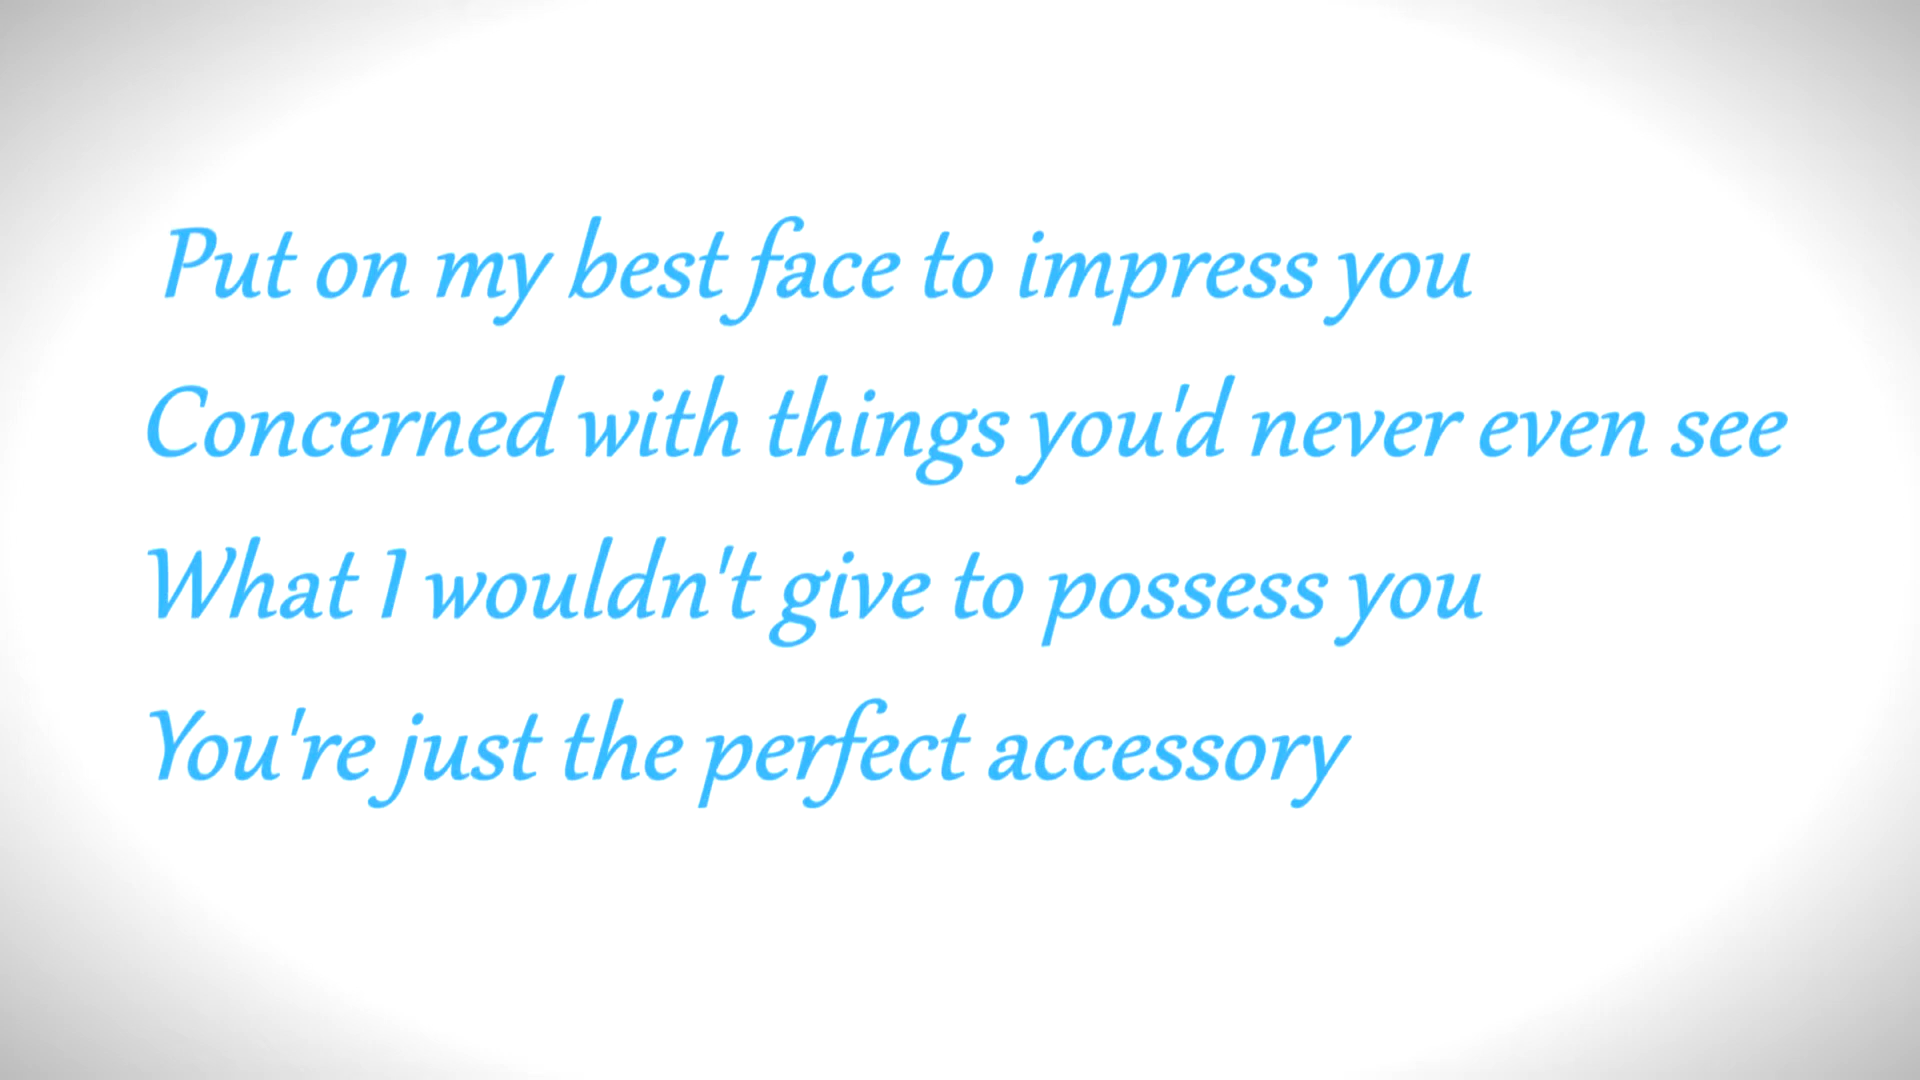 Put on my best face to impress you
Concerned with things you'd never even see
What I wouldn't give to possess you
You're just the perfect accessory